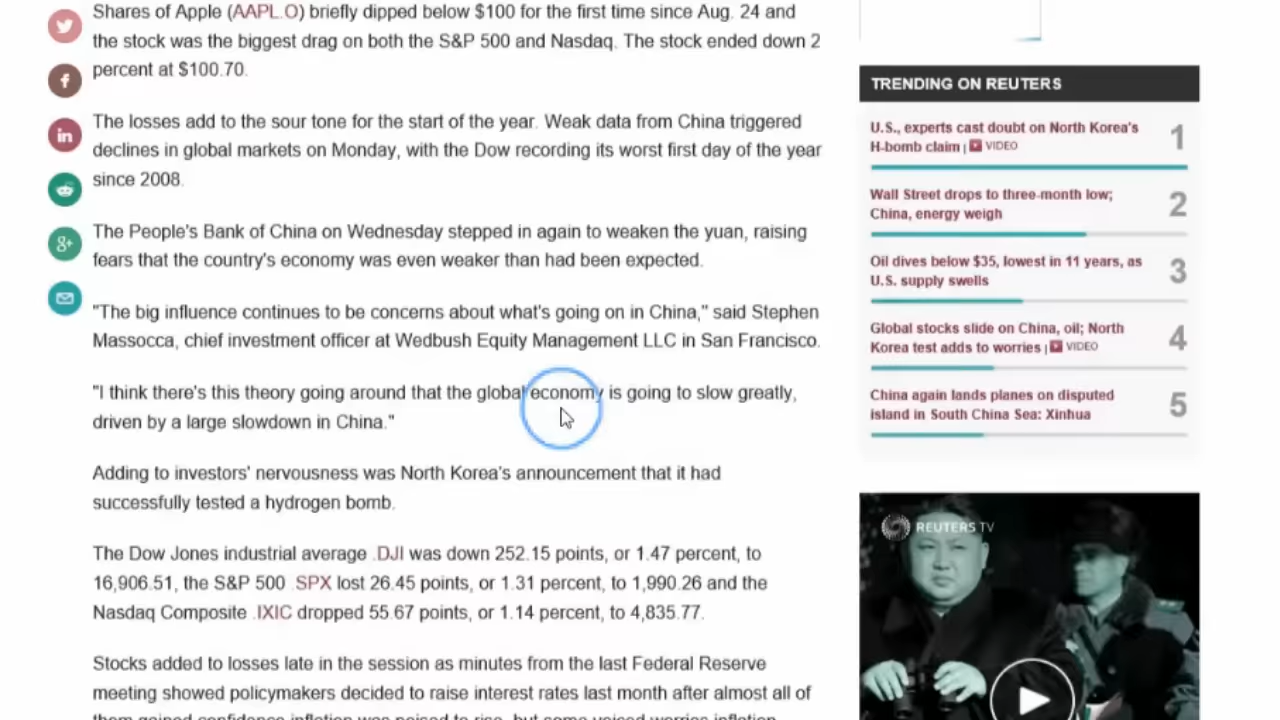 Shares of Apple (AAPL.O) briefly dipped below $100 for the first time since Aug. 24 and
the stock was the biggest drag on both the S&P 500 and Nasdaq. The stock ended down 2
percent at $100.70.
The losses add to the sour tone for the start of the year. Weak data from China triggered
declines in global markets on Monday, with the Dow recording its worst first day of the year
since 2008.
The People's Bank of China on Wednesday stepped in again to weaken the yuan, raising
fears that the country's economy was even weaker than had been expected.
"The big influence continues to be concerns about what's going on in China," said Stephen
Massocca, chief investment officer at Wedbush Equity Management LLC in San Francisco.
"I think there's this theory going around that the global economy is going to slow greatly,
driven by a large slowdown in China."
Adding to investors' nervousness was North Korea's announcement that it had
successfully tested a hydrogen bomb.
The Dow Jones industrial average .DJI was down 252.15 points, or 1.47 percent, to
16,906.51, the S&P 500 .SPX lost 26.45 points, or 1.31 percent, to 1,990.26 and the
Nasdaq Composite .IXIC dropped 55.67 points, or 1.14 percent, to 4,835.77.
Stocks added to losses late in the session as minutes from the last Federal Reserve
meeting showed policymakers decided to raise interest rates last month after almost all of
them gained confidence inflation was poised to rise, but some voiced worries inflation
f
in
g+
TRENDING ON REUTERS
U.S., experts cast doubt on North Korea's
H-bomb claim | VIDEO
1
Wall Street drops to three-month low;
China, energy weigh
2
Oil dives below $35, lowest in 11 years, as
U.S. supply swells
3
Global stocks slide on China, oil; North
Korea test adds to worries | VIDEO
4
China again lands planes on disputed
island in South China Sea: Xinhua
5
REUTERS TV